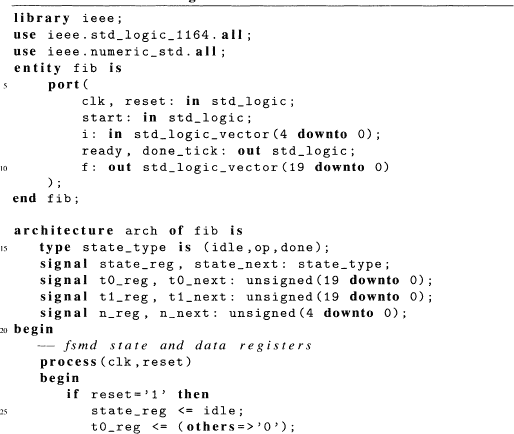 library ieee;
use ieee.std_logic_1164.all;
use ieee.numeric_std.all;
entity fib is
5 port(
clk, reset: in std_logic;
start: in std_logic;
i: in std_logic_vector(4 downto 0);
ready, done_tick: out std_logic;
10 f: out std_logic_vector(19 downto 0)
);
end fib;
architecture arch of fib is
15 type state_type is (idle,op,done);
signal state_reg, state_next: state_type;
signal t0_reg, t0_next: unsigned(19 downto 0);
signal t1_reg, t1_next: unsigned(19 downto 0);
signal n_reg, n_next: unsigned(4 downto 0);
20 begin
-- fsmd state and data registers
process(clk,reset)
begin
if reset='1' then
25 state_reg <= idle;
t0_reg <= (others=>'0');